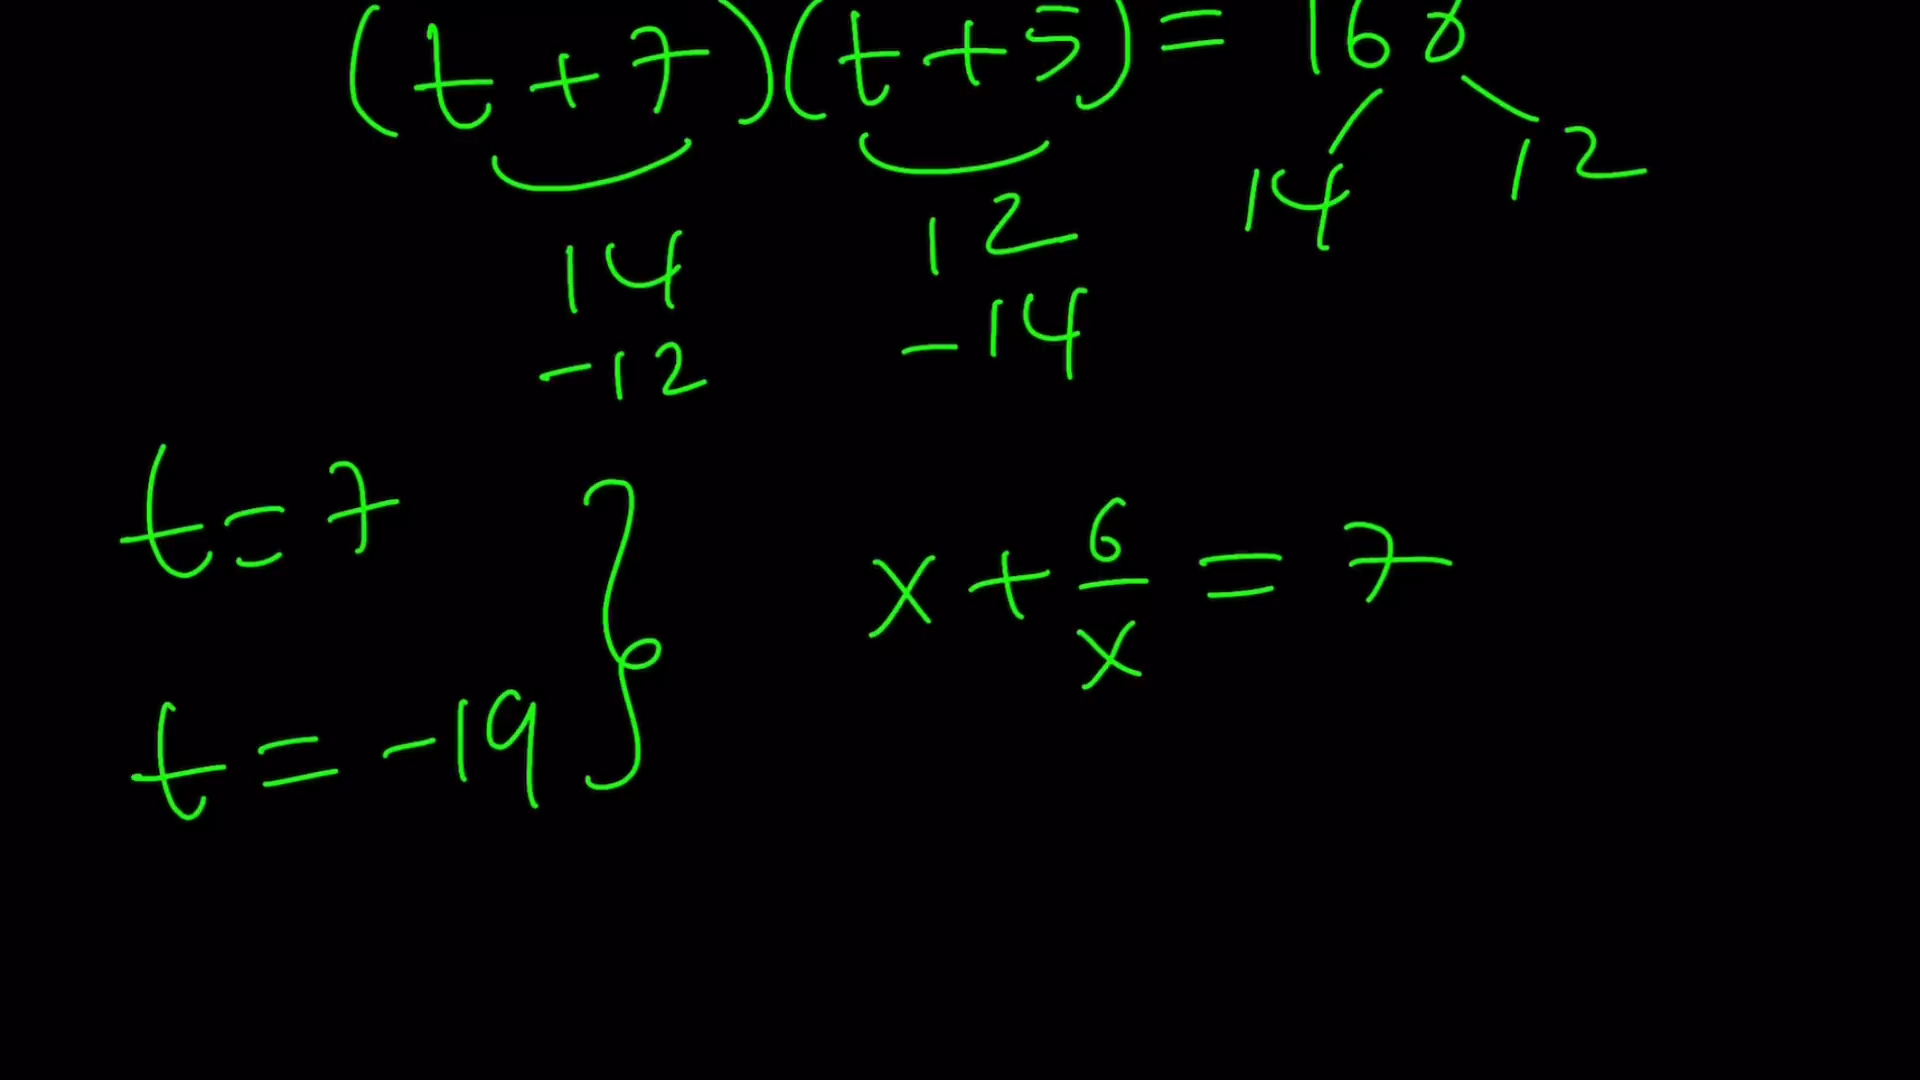 (t + 7)(t + 5) = 168
14 12
14 12
-12 -14
t = 7
x + 6/x = 7
t = -19